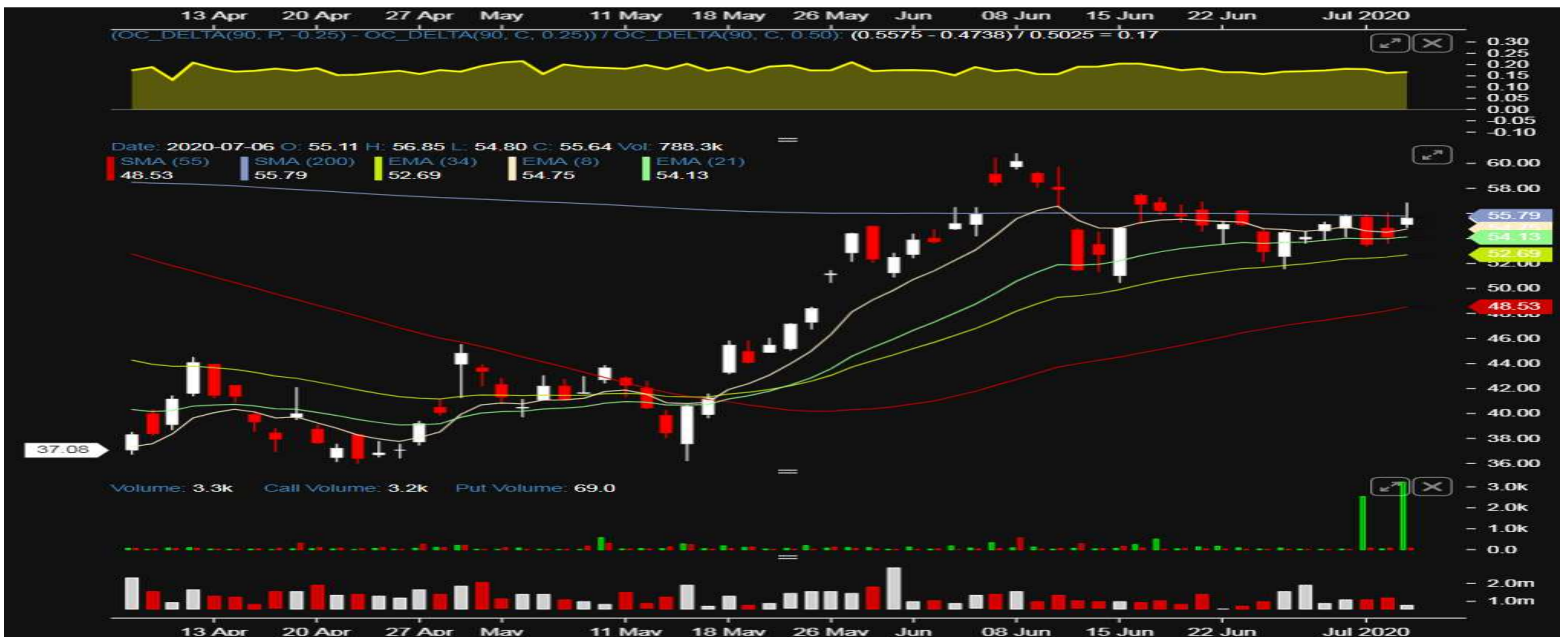 13 Apr 20 Apr 27 Apr May 11 May 18 May 26 May Jun 08 Jun 15 Jun 22 Jun Jul 2020
(OC_DELTA(90, P, -0.25) - OC_DELTA(90, C, 0.25)) / OC_DELTA(90, C, 0.50): (0.5575 - 0.4738) / 0.5025 = 0.17
0.30
0.25
0.20
0.15
0.10
0.05
0.00
-0.05
-0.10
Date: 2020-07-06 O: 55.11 H: 56.85 L: 54.80 C: 55.64 Vol: 788.3k
SMA (55) SMA (200) EMA (34) EMA (8) EMA (21)
48.53 55.79 52.69 54.75 54.13
60.00
58.00
55.79
54.13
52.69
52.00
50.00
48.53
48.00
46.00
44.00
42.00
40.00
38.00
37.08
36.00
Volume: 3.3k Call Volume: 3.2k Put Volume: 69.0
3.0k
2.0k
1.0k
0.0
2.0m
1.0m
13 Apr 20 Apr 27 Apr May 11 May 18 May 26 May Jun 08 Jun 15 Jun 22 Jun Jul 2020